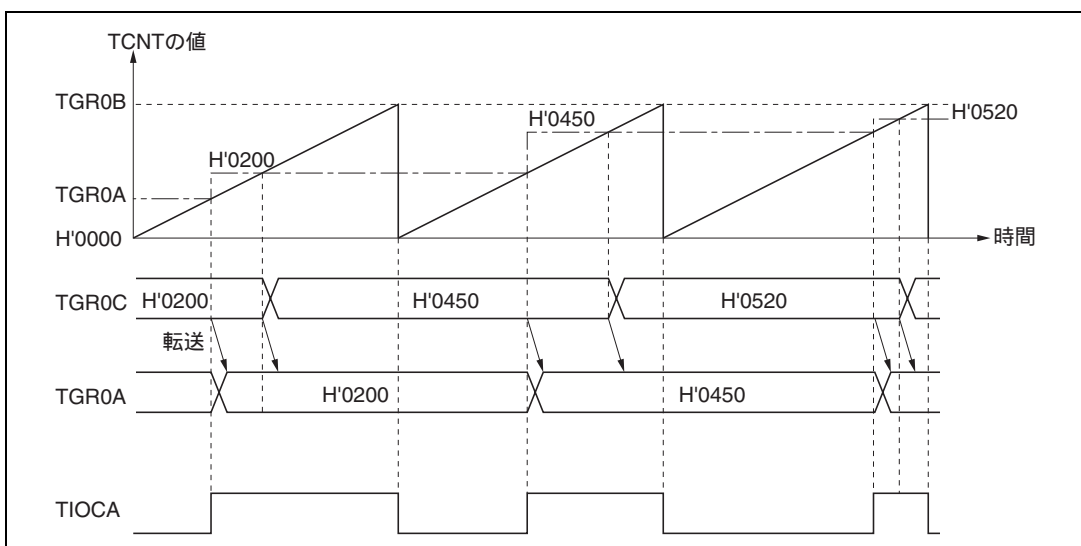 TCNTの値
TGR0B
H'0520
H'0450
H'0200
TGR0A
H'0000
時間
TGR0C
H'0200
H'0450
H'0520
転送
TGR0A
H'0200
H'0450
TIOCA